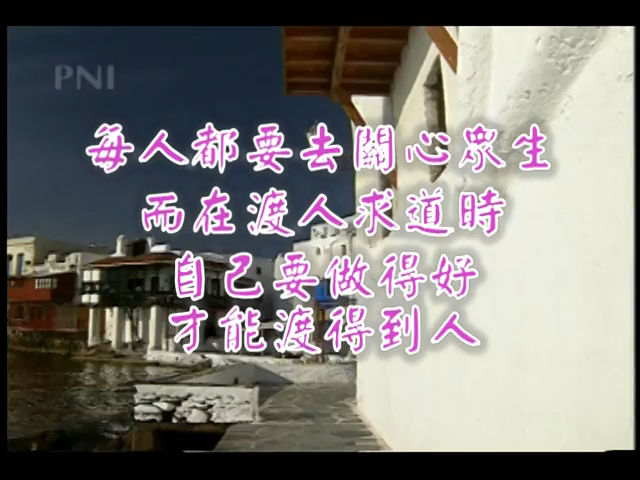 PNI
每人都要去關心眾生
而在渡人求道時
自己要做得好
才能渡得到人